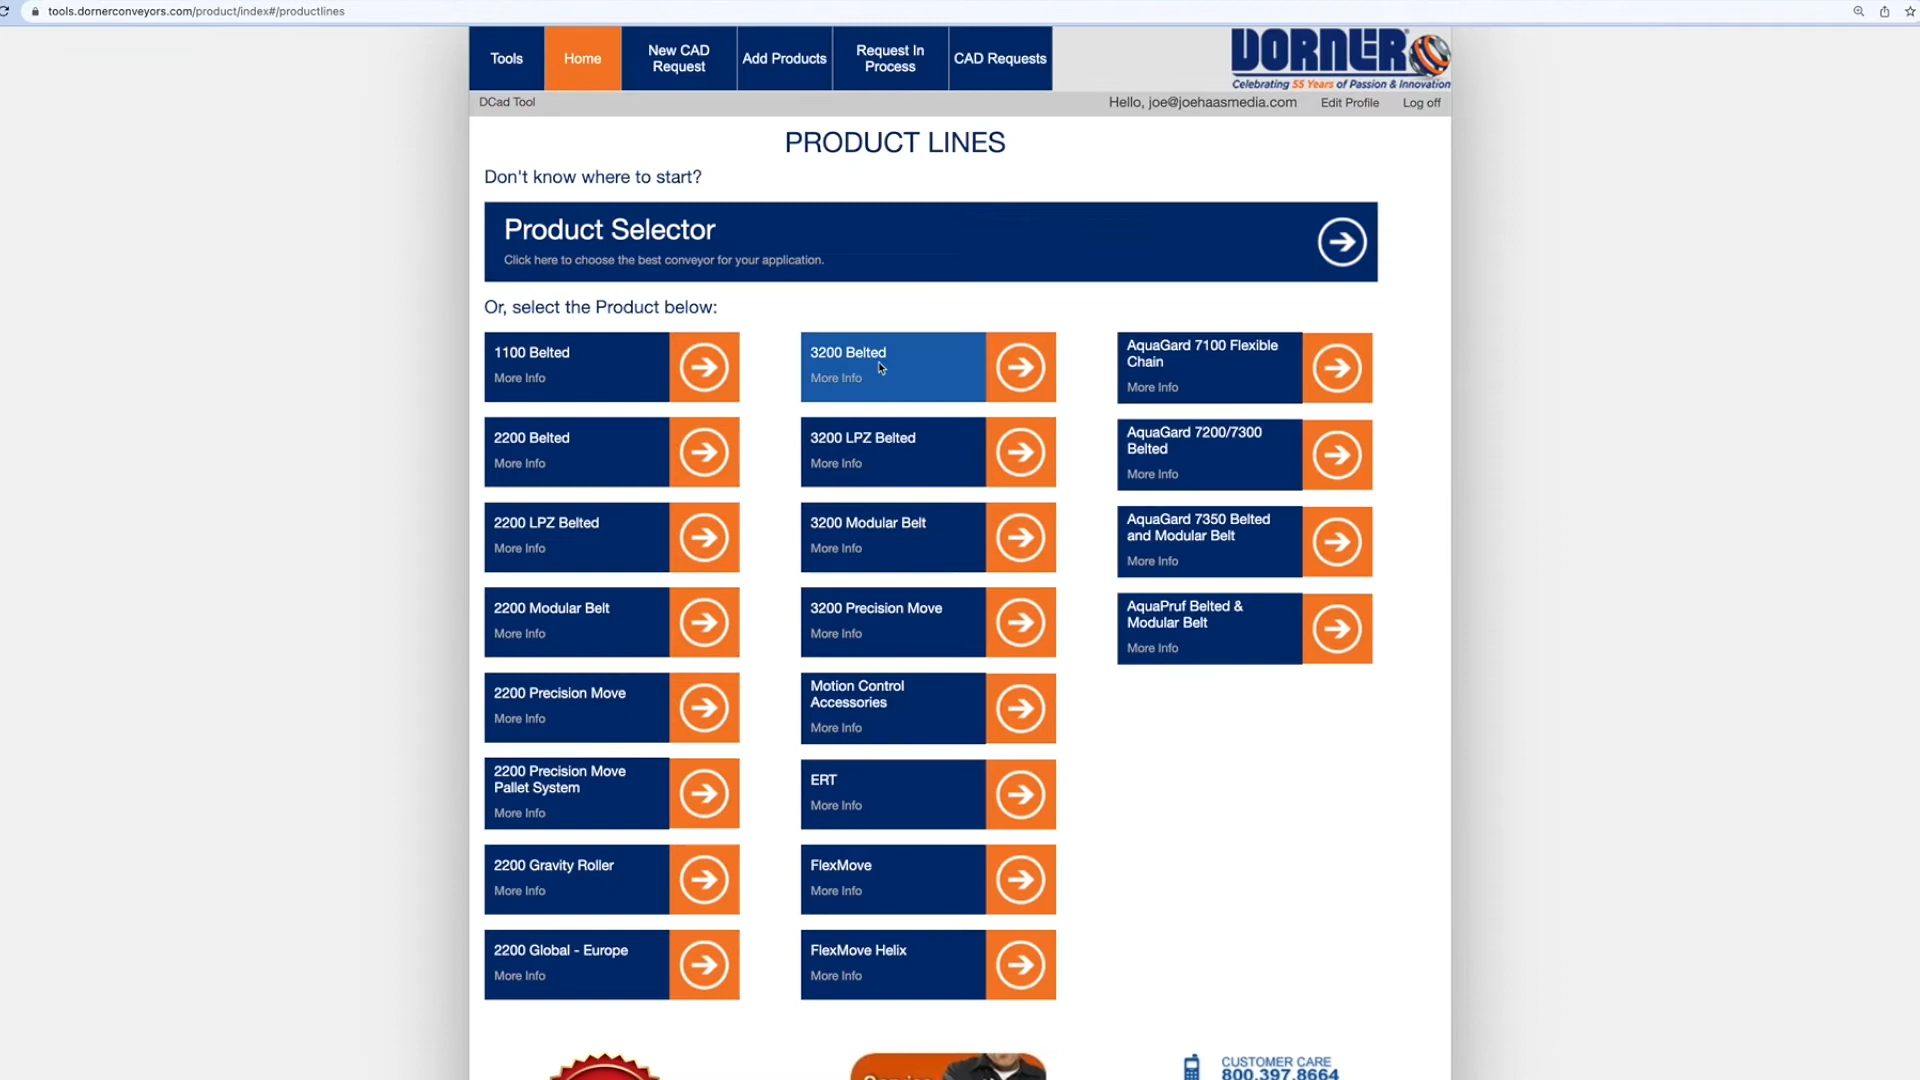 tools.dornerconveyors.com/product/index#/productlines
Tools
Home
New CAD
Request
Add Products
Request In
Process
CAD Requests
DORNER®
Celebrating 55 Years of Passion & Innovation
DCad Tool
Hello, joe@joehaasmedia.com
Edit Profile
Log off
PRODUCT LINES
Don't know where to start?
Product Selector
Click here to choose the best conveyor for your application.
Or, select the Product below:
1100 Belted
More Info
2200 Belted
More Info
2200 LPZ Belted
More Info
2200 Modular Belt
More Info
2200 Precision Move
More Info
2200 Precision Move
Pallet System
More Info
2200 Gravity Roller
More Info
2200 Global - Europe
More Info
3200 Belted
More Info
3200 LPZ Belted
More Info
3200 Modular Belt
More Info
3200 Precision Move
More Info
Motion Control
Accessories
More Info
ERT
More Info
FlexMove
More Info
FlexMove Helix
More Info
AquaGard 7100 Flexible
Chain
More Info
AquaGard 7200/7300
Belted
More Info
AquaGard 7350 Belted
and Modular Belt
More Info
AquaPruf Belted &
Modular Belt
More Info
Service
CUSTOMER CARE
800.397.8664